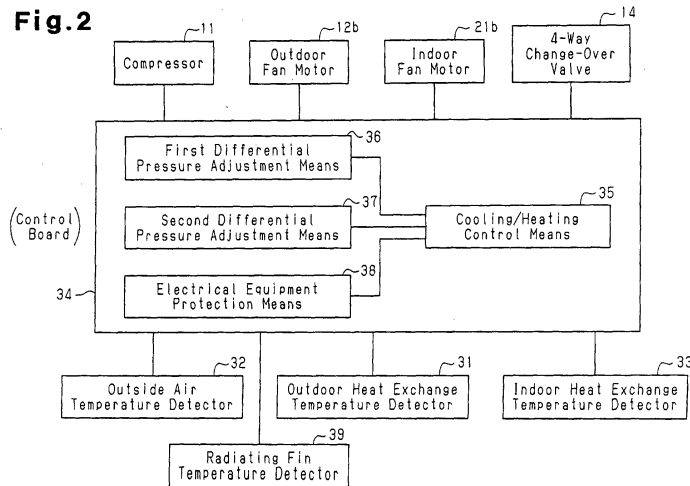 Fig.2
11
12b
21b
14
Compressor
Outdoor
Fan Motor
Indoor
Fan Motor
4-Way
Change-Over
Valve
36
First Differential
Pressure Adjustment Means
37
Second Differential
Pressure Adjustment Means
35
Cooling/Heating
Control Means
(Control
Board)
38
Electrical Equipment
Protection Means
34
32
Outside Air
Temperature Detector
31
Outdoor Heat Exchange
Temperature Detector
33
Indoor Heat Exchange
Temperature Detector
39
Radiating Fin
Temperature Detector